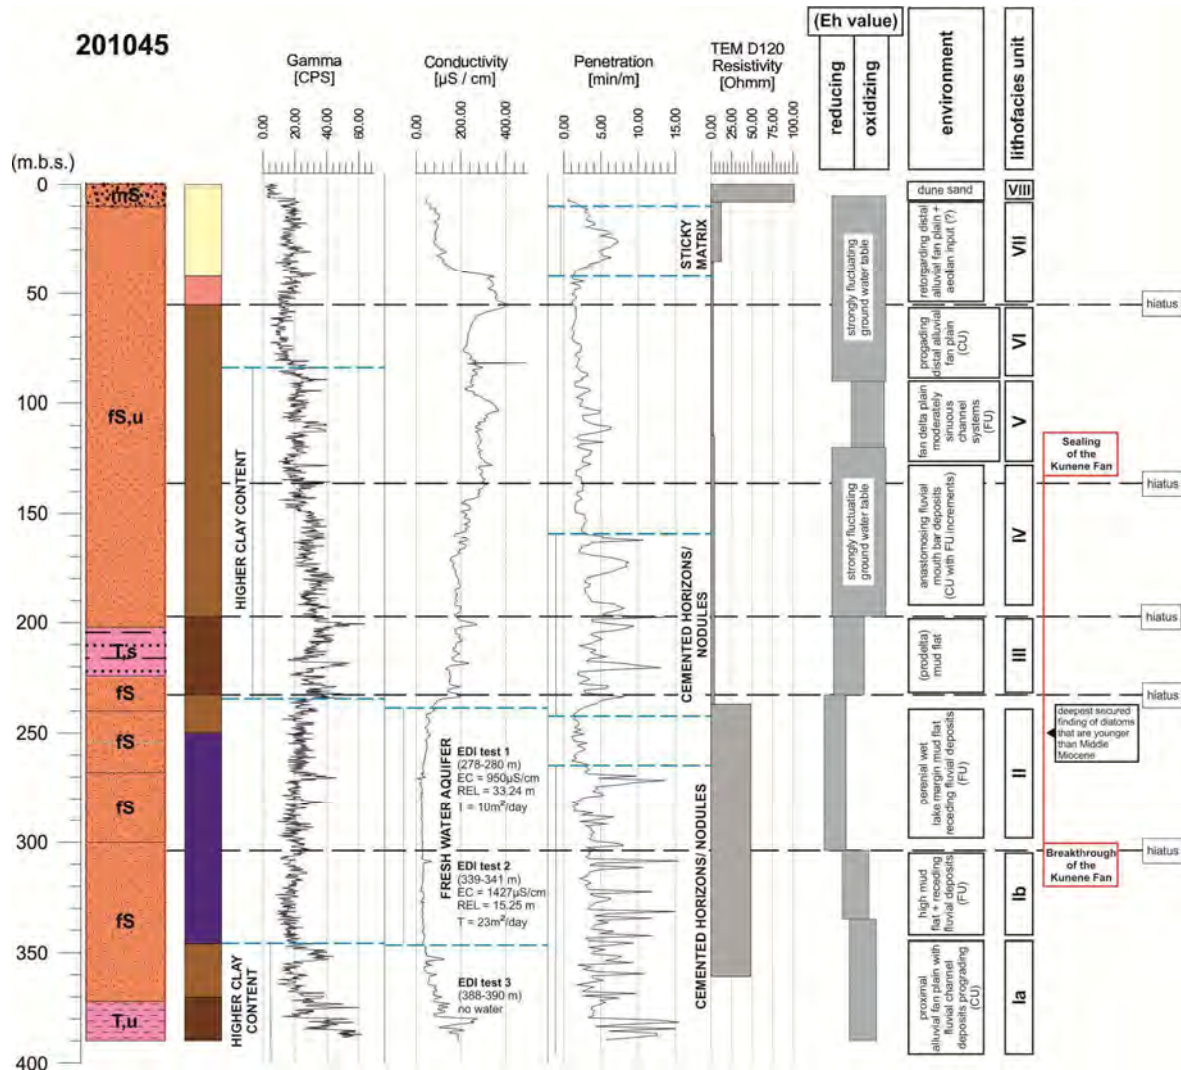 201045
(Eh value)
Gamma
[CPS]
Conductivity
[µS / cm]
Penetration
[min/m]
TEM D120
Resistivity
[Ohmm]
reducing
oxidizing
environment
lithofacies unit
0.00
20.00
40.00
60.00
0.00
200.00
400.00
0.00
5.00
10.00
15.00
0.00
25.00
50.00
75.00
100.00
(m.b.s.)
0
50
100
150
200
250
300
350
400
mS
fS,u
T,s
fS
fS
fS
fS
T,u
HIGHER CLAY CONTENT
HIGHER CLAY
CONTENT
FRESH WATER AQUIFER
EDI test 1
(278-280 m)
EC = 950µS/cm
REL = 33.24 m
T = 10m²/day
EDI test 2
(339-341 m)
EC = 1427µS/cm
REL = 15.25 m
T = 23m²/day
EDI test 3
(388-390 m)
no water
STICKY
MATRIX
CEMENTED HORIZONS/
NODULES
CEMENTED HORIZONS/ NODULES
strongly fluctuating
ground water table
strongly fluctuating
ground water table
dune sand
VIII
retorgarding distal
alluvial fan plain +
aeolian input (?)
VII
progading
distal alluvial
fan plain
(CU)
VI
fan delta plain
moderately
sinuous
channel
systems
(FU)
V
anastomosing fluvial
mouth bar deposits
(CU with FU increments)
IV
(prodelta)
mud flat
III
perenial wet
lake margin mud flat
receding fluvial deposits
(FU)
II
high mud
flat + receding
fluvial deposits
(FU)
Ib
proximal
alluvial fan plain with
fluvial channel
deposits prograding
(CU)
Ia
hiatus
Sealing
of the
Kunene Fan
hiatus
hiatus
hiatus
deepest secured
finding of diatoms
that are younger
than Middle
Miocene
hiatus
Breakthrough
of the
Kunene Fan